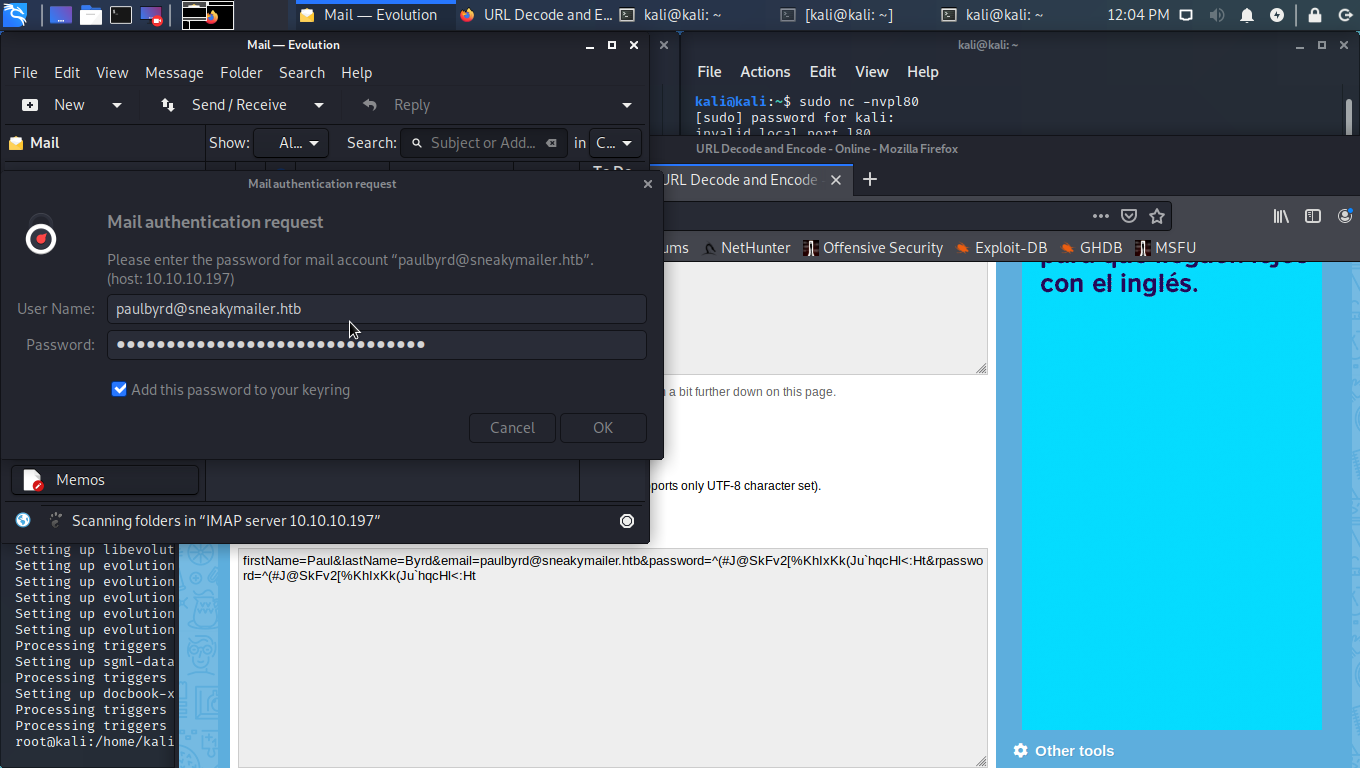 Mail — Evolution
URL Decode and E...
kali@kali: ~
[kali@kali: ~]
kali@kali: ~
12:04 PM
Mail — Evolution
File Edit View Message Folder Search Help
New
Send / Receive
Reply
Mail
Show:
Al...
Search:
Subject or Add...
in
C...
Mail authentication request
Mail authentication request
Please enter the password for mail account “paulbyrd@sneakymailer.htb”.
(host: 10.10.10.197)
User Name:
paulbyrd@sneakymailer.htb
Password:
Add this password to your keyring
Cancel
OK
Memos
Scanning folders in “IMAP server 10.10.10.197”
Setting up libevolut
Setting up evolution
Setting up evolution
Setting up evolution
Setting up evolution
Setting up evolution
Processing triggers
Setting up sgml-data
Processing triggers
Setting up docbook-x
Processing triggers
Processing triggers
root@kali:/home/kali
kali@kali: ~
File Actions Edit View Help
kali@kali:~$ sudo nc -nvpl80
[sudo] password for kali:
invalid local port l80
URL Decode and Encode - Online - Mozilla Firefox
URL Decode and Encode
ums
NetHunter
Offensive Security
Exploit-DB
GHDB
MSFU
para que lleguen lejos
con el inglés.
a bit further down on this page.
ports only UTF-8 character set).
firstName=Paul&lastName=Byrd&email=paulbyrd@sneakymailer.htb&password=^(#J@SkFv2[%KhIxKk(Ju`hqcHl<:Ht&rpasswo
rd=^(#J@SkFv2[%KhIxKk(Ju`hqcHl<:Ht
Other tools